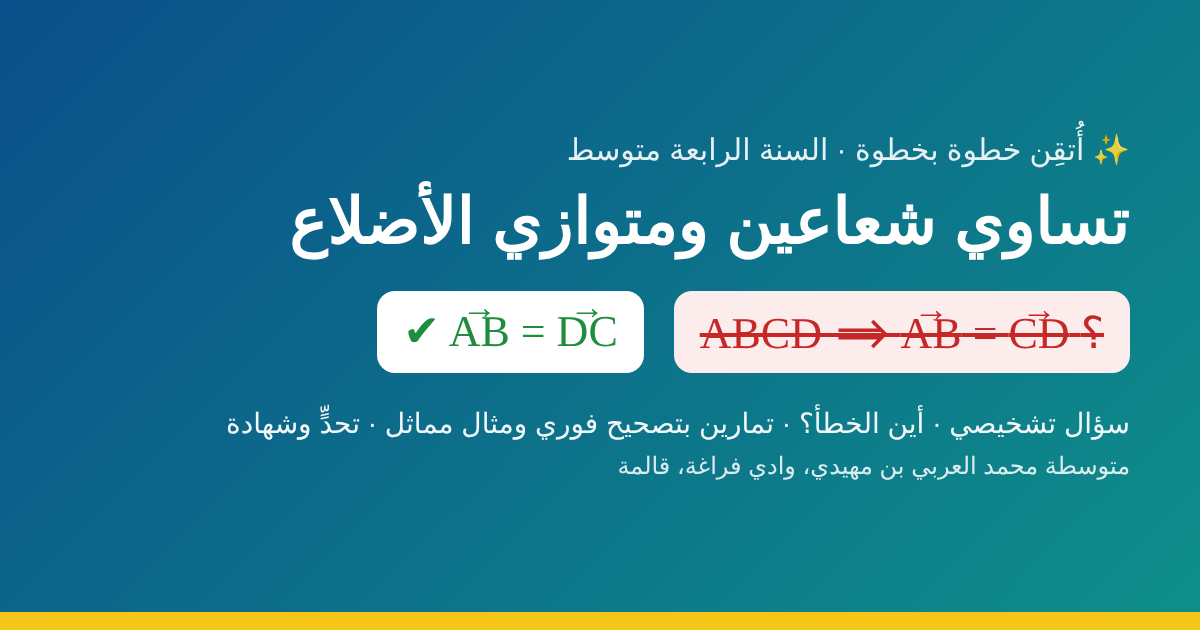 ✨ أُتقِن خطوة بخطوة · السنة الرابعة متوسط
تساوي شعاعين ومتوازي الأضلاع
ABCD ⟹ A⃗B = C⃗D ؟
✔ A⃗B = D⃗C
سؤال تشخيصي · أين الخطأ؟ · تمارين بتصحيح فوري ومثال مماثل · تحدٍّ وشهادة
متوسطة محمد العربي بن مهيدي، وادي فراغة، قالمة